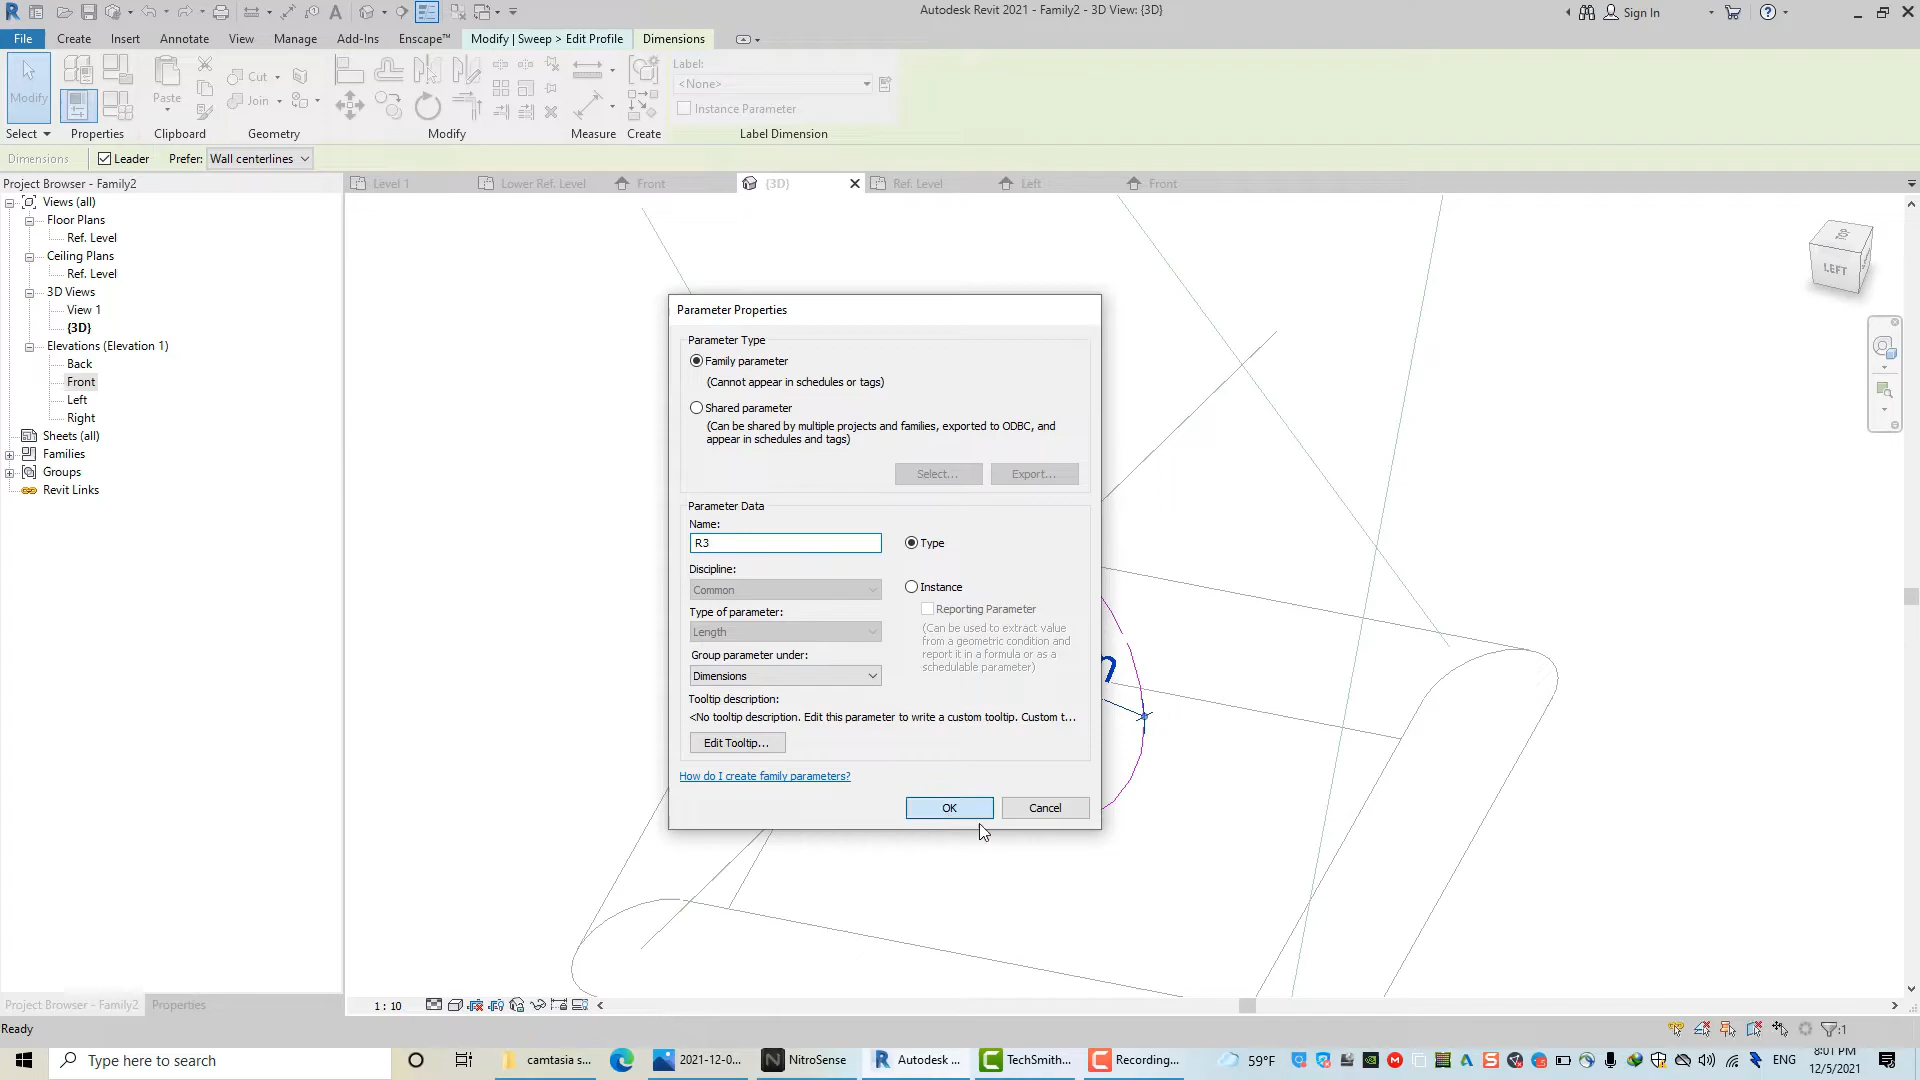 Autodesk Revit 2021 - Family2 - 3D View: {3D}
Sign In
File Create Insert Annotate View Manage Add-Ins Enscape™ Modify | Sweep > Edit Profile Dimensions
Modify
Paste
Cut
Join
Label:
<None>
Instance Parameter
Select Properties Clipboard Geometry Modify Measure Create Label Dimension
Dimensions Leader Prefer: Wall centerlines
Project Browser - Family2
Level 1 Lower Ref. Level Front {3D} Ref. Level Left Front
Views (all)
Floor Plans
Ref. Level
Ceiling Plans
Ref. Level
3D Views
View 1
{3D}
Elevations (Elevation 1)
Back
Front
Left
Right
Sheets (all)
Families
Groups
Revit Links
TOP
LEFT
Parameter Properties
Parameter Type
Family parameter
(Cannot appear in schedules or tags)
Shared parameter
(Can be shared by multiple projects and families, exported to ODBC, and
appear in schedules and tags)
Select... Export...
Parameter Data
Name:
R3
Type
Discipline:
Common
Instance
Reporting Parameter
Type of parameter:
Length
(Can be used to extract value
from a geometric condition and
report it in a formula or as a
schedulable parameter)
Group parameter under:
Dimensions
Tooltip description:
<No tooltip description. Edit this parameter to write a custom tooltip. Custom t...
Edit Tooltip...
How do I create family parameters?
OK Cancel
Project Browser - Family2 Properties
1 : 10
Ready
:1
Type here to search
camtasia s...
2021-12-0...
NitroSense
Autodesk ...
TechSmith...
Recording...
59°F
ENG
8:01 PM
12/5/2021